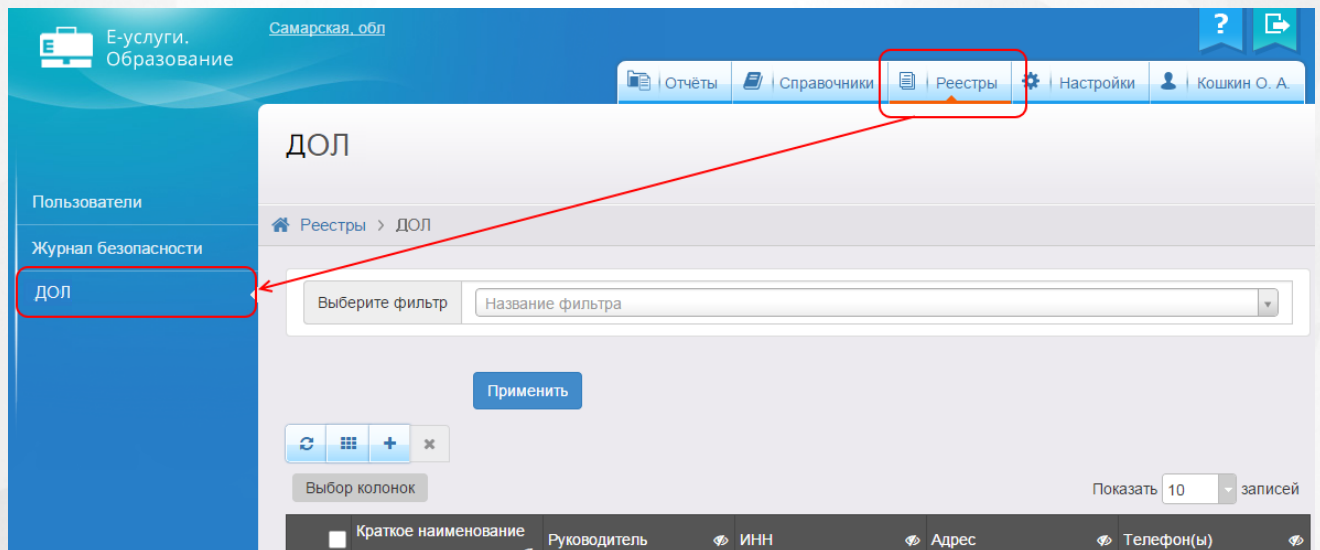 Е-услуги.
Образование
Самарская, обл
?
Отчёты
Справочники
Реестры
Настройки
Кошкин О. А.
ДОЛ
Пользователи
Журнал безопасности
ДОЛ
Реестры > ДОЛ
Выберите фильтр
Название фильтра
Применить
Выбор колонок
Показать 10 записей
Краткое наименование
Руководитель
ИНН
Адрес
Телефон(ы)